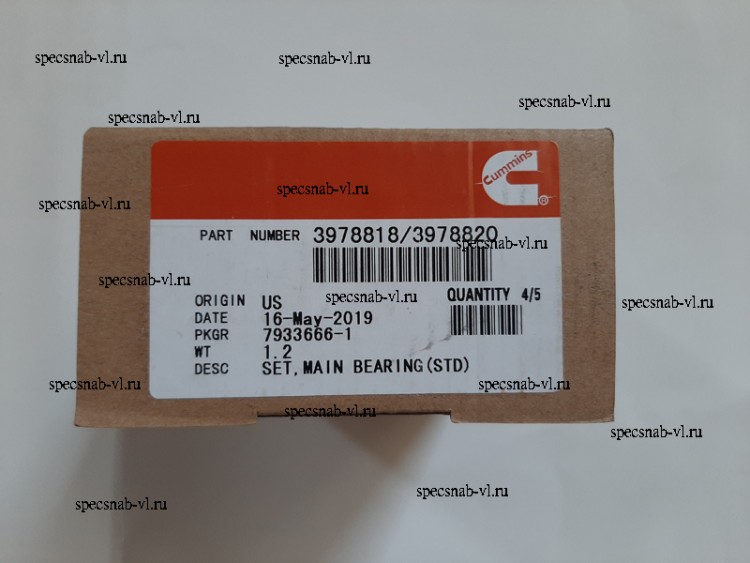 specsnab-vl.ru
specsnab-vl.ru
specsnab-vl.ru
specsnab-vl.ru
Cummins
®
specsnab-vl.ru
specsnab-vl.ru
PART NUMBER 3978818/3978820
specsnab-vl.ru
specsnab-vl.ru
ORIGIN US
specsnab-vl.ru
QUANTITY 4/5
specsnab-vl.ru
DATE 16-May-2019
PKGR 7933666-1
WT 1.2
DESC SET,MAIN BEARING(STD)
specsnab-vl.ru
specsnab-vl.ru
specsnab-vl.ru
specsnab-vl.ru
specsnab-vl.ru
specsnab-vl.ru